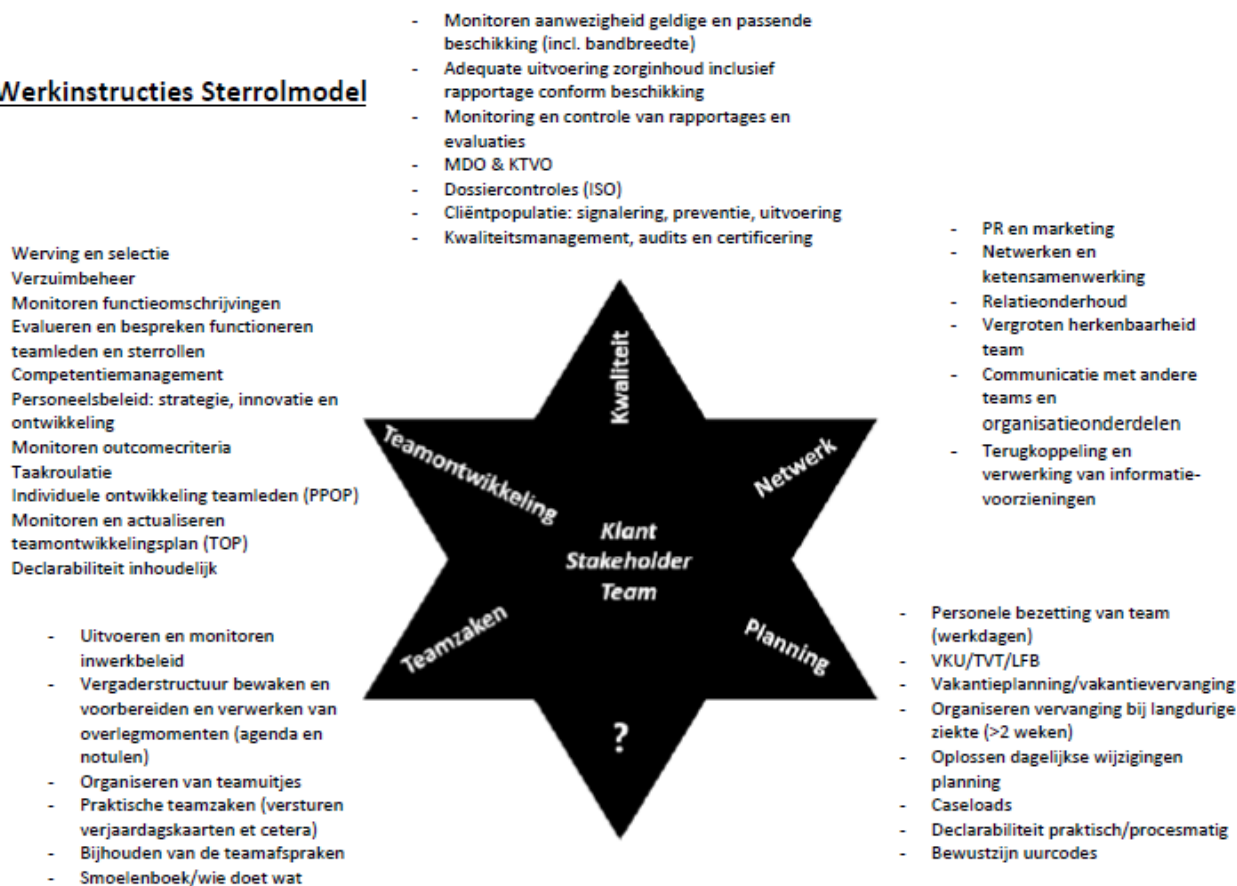 Werkinstructies Sterrolmodel
- Monitoren aanwezigheid geldige en passende
beschikking (incl. bandbreedte)
- Adequate uitvoering zorginhoud inclusief
rapportage conform beschikking
- Monitoring en controle van rapportages en
evaluaties
- MDO & KTVO
- Dossiercontroles (ISO)
- Cliëntpopulatie: signalering, preventie, uitvoering
- Kwaliteitsmanagement, audits en certificering
Werving en selectie
Verzuimbeheer
Monitoren functieomschrijvingen
Evalueren en bespreken functioneren
teamleden en sterrollen
Competentiemanagement
Personeelsbeleid: strategie, innovatie en
ontwikkeling
Monitoren outcomecriteria
Taakroulatie
Individuele ontwikkeling teamleden (PPOP)
Monitoren en actualiseren
teamontwikkelingsplan (TOP)
Declarabiliteit inhoudelijk
- PR en marketing
- Netwerken en
ketensamenwerking
- Relatieonderhoud
- Vergroten herkenbaarheid
team
- Communicatie met andere
teams en
organisatieonderdelen
- Terugkoppeling en
verwerking van informatie-
voorzieningen
Kwaliteit
Teamontwikkeling
Netwerk
Klant
Stakeholder
Team
Teamzaken
Planning
?
- Uitvoeren en monitoren
inwerkbeleid
- Vergaderstructuur bewaken en
voorbereiden en verwerken van
overlegmomenten (agenda en
notulen)
- Organiseren van teamuitjes
- Praktische teamzaken (versturen
verjaardagskaarten et cetera)
- Bijhouden van de teamafspraken
- Smoelenboek/wie doet wat
- Personele bezetting van team
(werkdagen)
- VKU/TVT/LFB
- Vakantieplanning/vakantievervanging
- Organiseren vervanging bij langdurige
ziekte (>2 weken)
- Oplossen dagelijkse wijzigingen
planning
- Caseloads
- Declarabiliteit praktisch/procesmatig
- Bewustzijn uurcodes